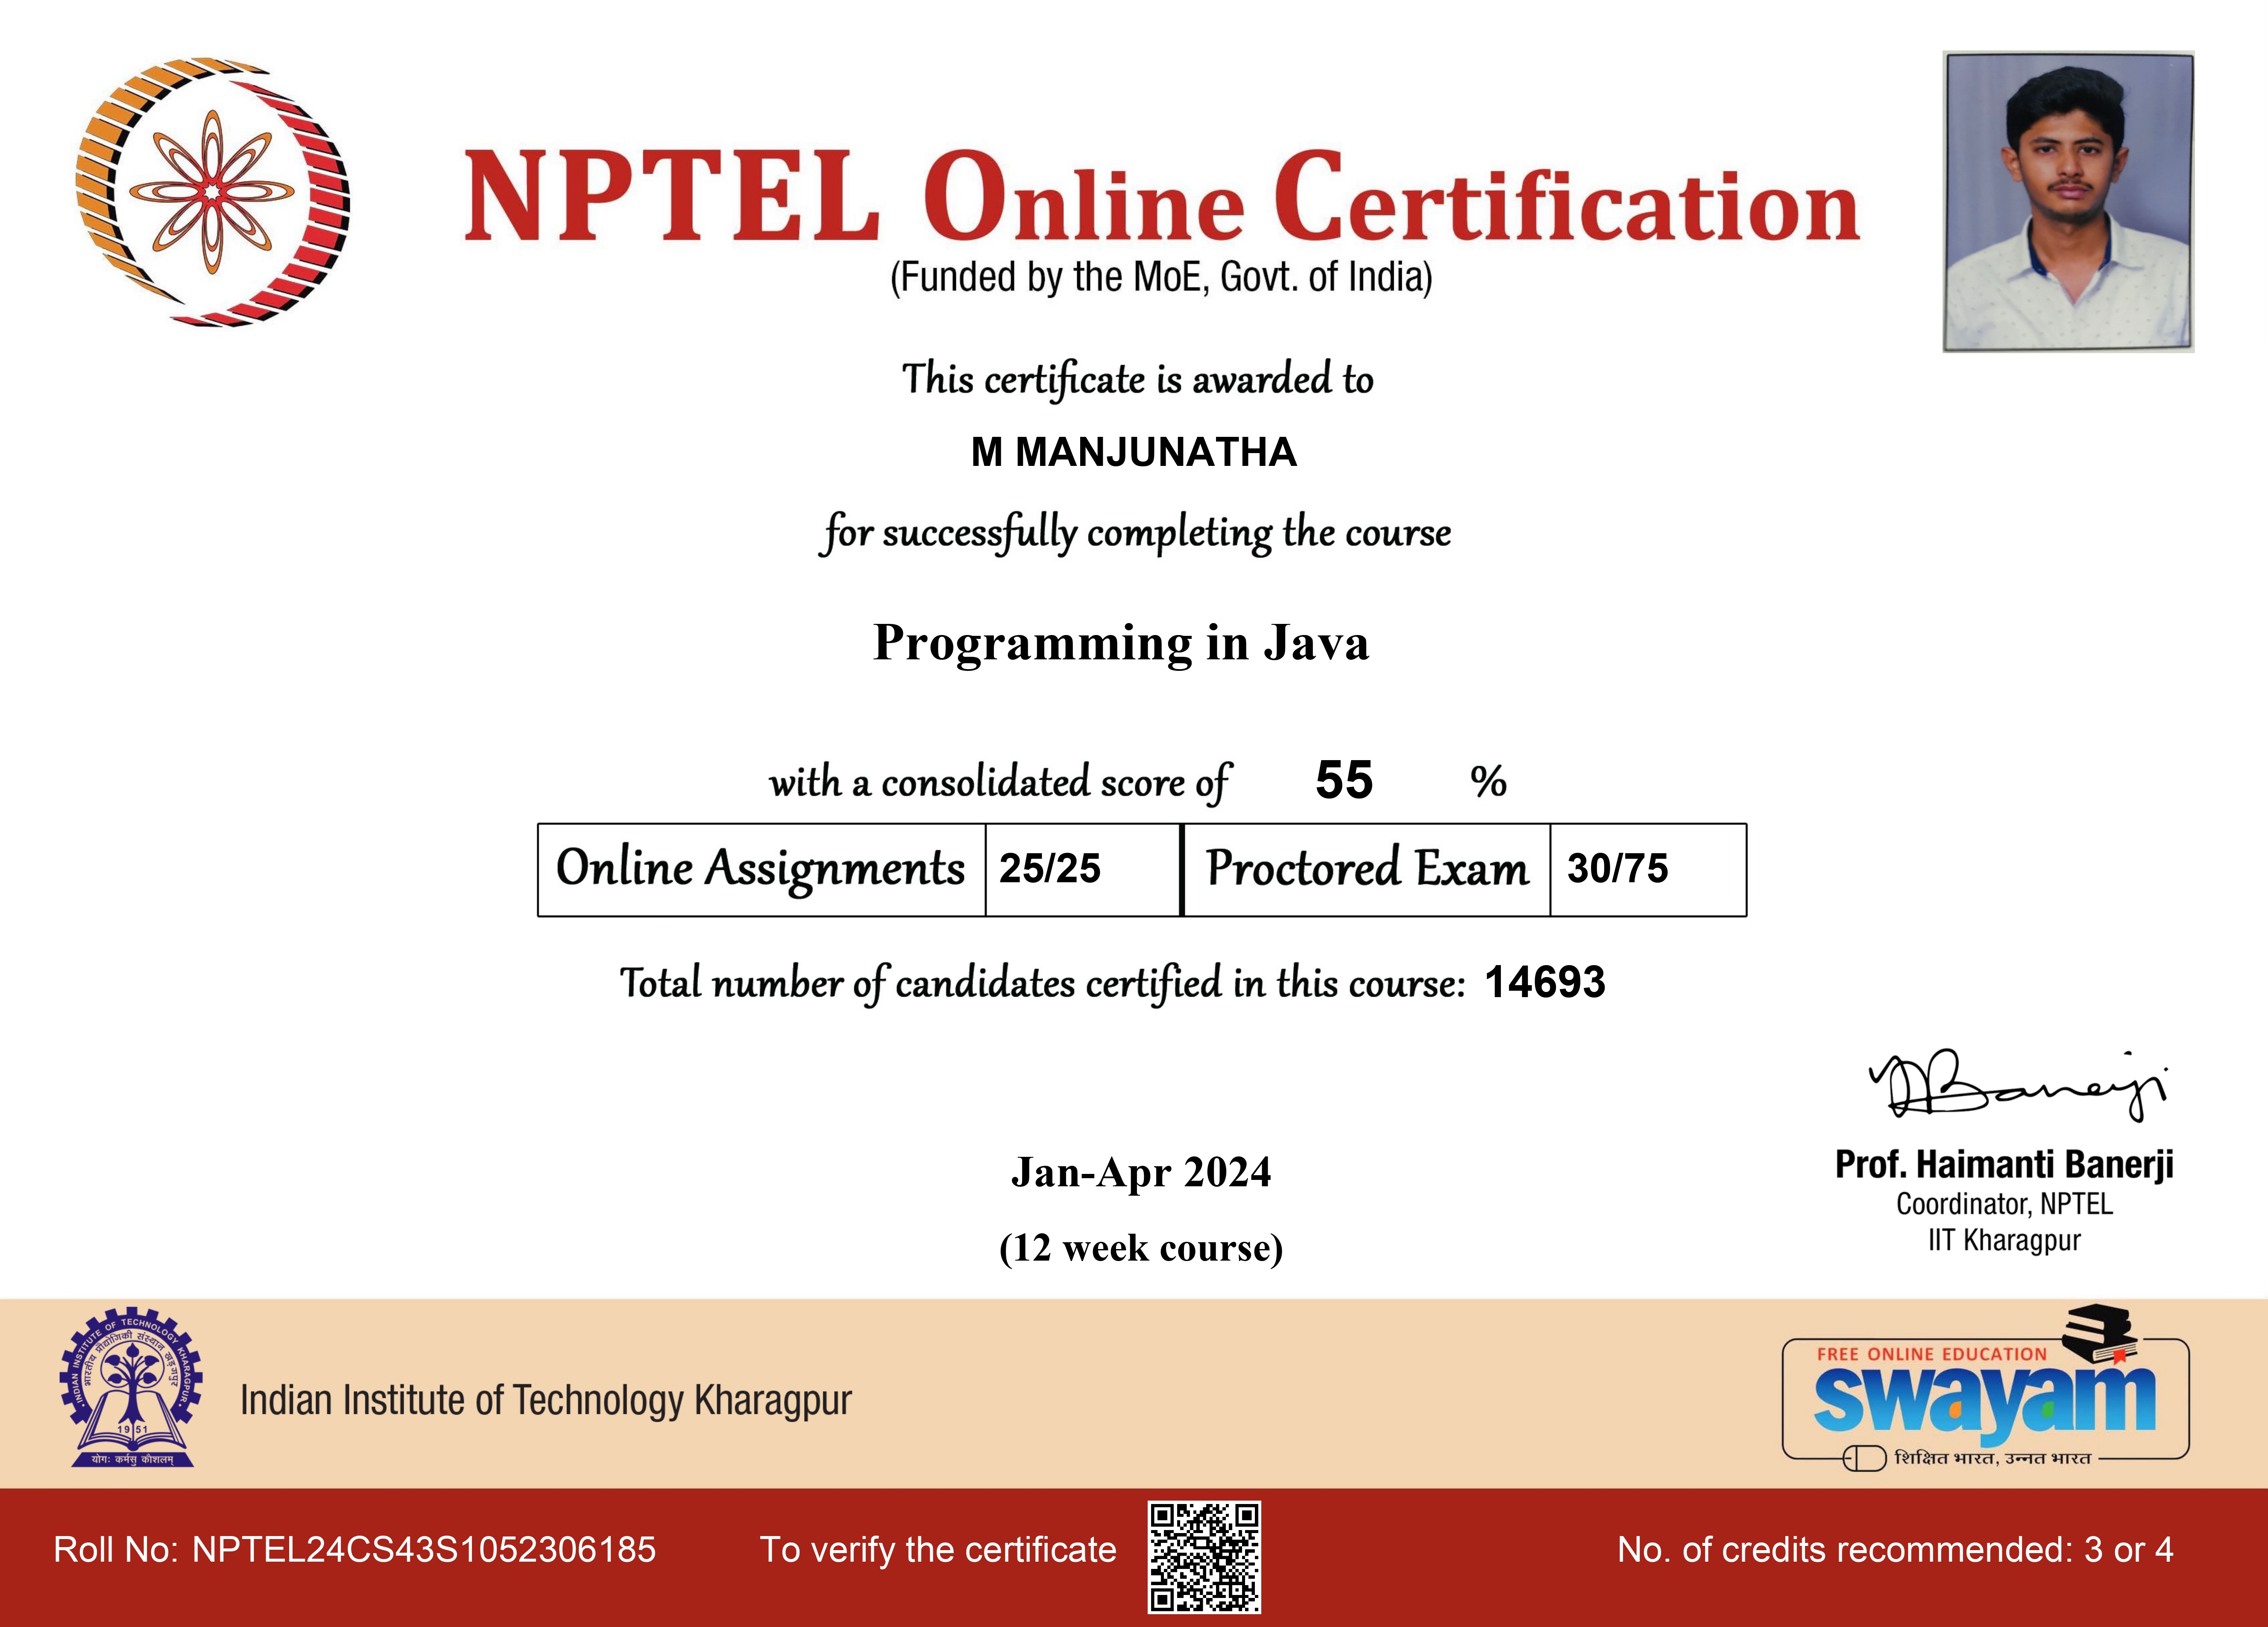 NPTEL Online Certification
(Funded by the MoE, Govt. of India)
This certificate is awarded to
M MANJUNATHA
for successfully completing the course
Programming in Java
with a consolidated score of 55 %
Online Assignments 25/25 Proctored Exam 30/75
Total number of candidates certified in this course: 14693
Banerji
Prof. Haimanti Banerji
Coordinator, NPTEL
IIT Kharagpur
Jan-Apr 2024
(12 week course)
INDIAN INSTITUTE OF TECHNOLOGY KHARAGPUR
भारतीय प्रौद्योगिकी संस्थान खड़गपुर
19 51
योगः कर्मसु कौशलम्
Indian Institute of Technology Kharagpur
FREE ONLINE EDUCATION
swayam
शिक्षित भारत, उन्नत भारत
Roll No: NPTEL24CS43S1052306185
To verify the certificate
No. of credits recommended: 3 or 4